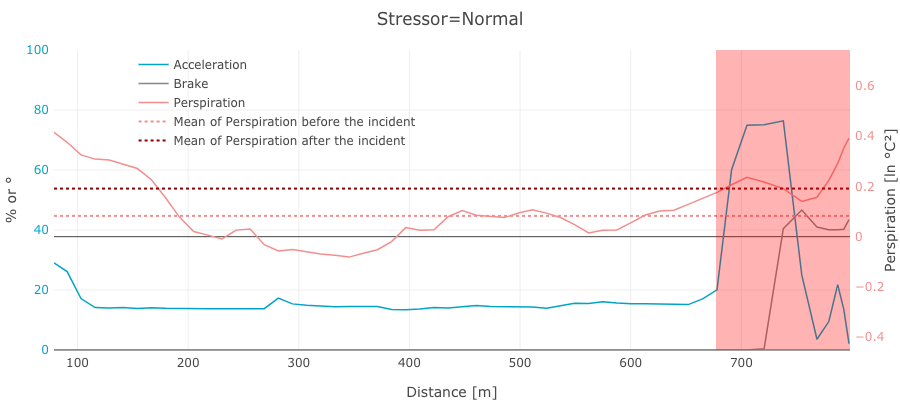 Stressor=Normal
100
80
60
40
20
0
% or °
Acceleration
Brake
Perspiration
Mean of Perspiration before the incident
Mean of Perspiration after the incident
0.6
0.4
0.2
0
−0.2
−0.4
Perspiration [ln °C²]
100 200 300 400 500 600 700
Distance [m]